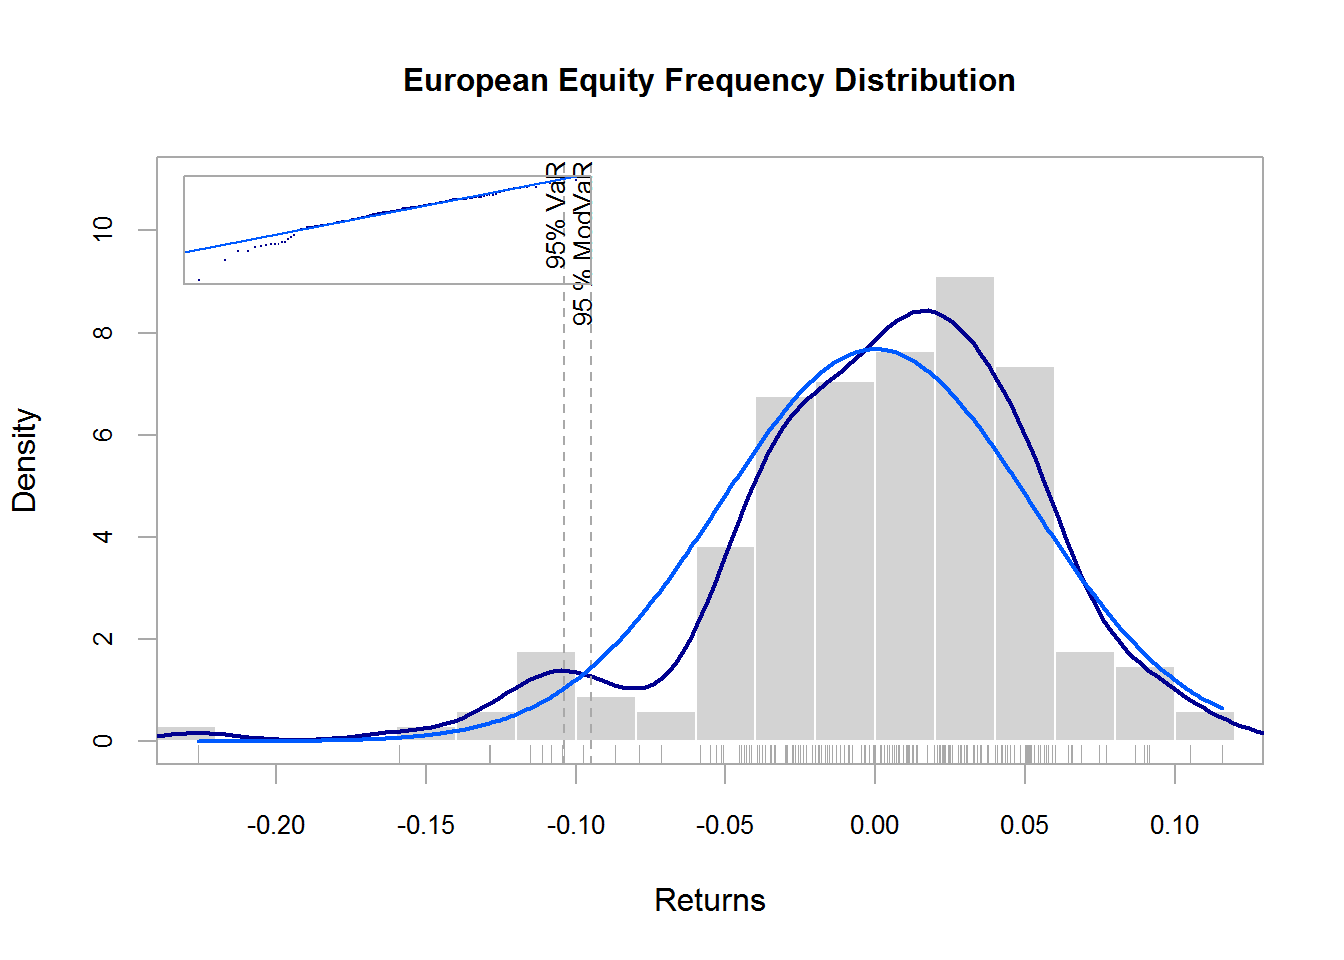 European Equity Frequency Distribution
95% VaR
95 % ModVaR
Density
10
8
6
4
2
0
-0.20 -0.15 -0.10 -0.05 0.00 0.05 0.10
Returns